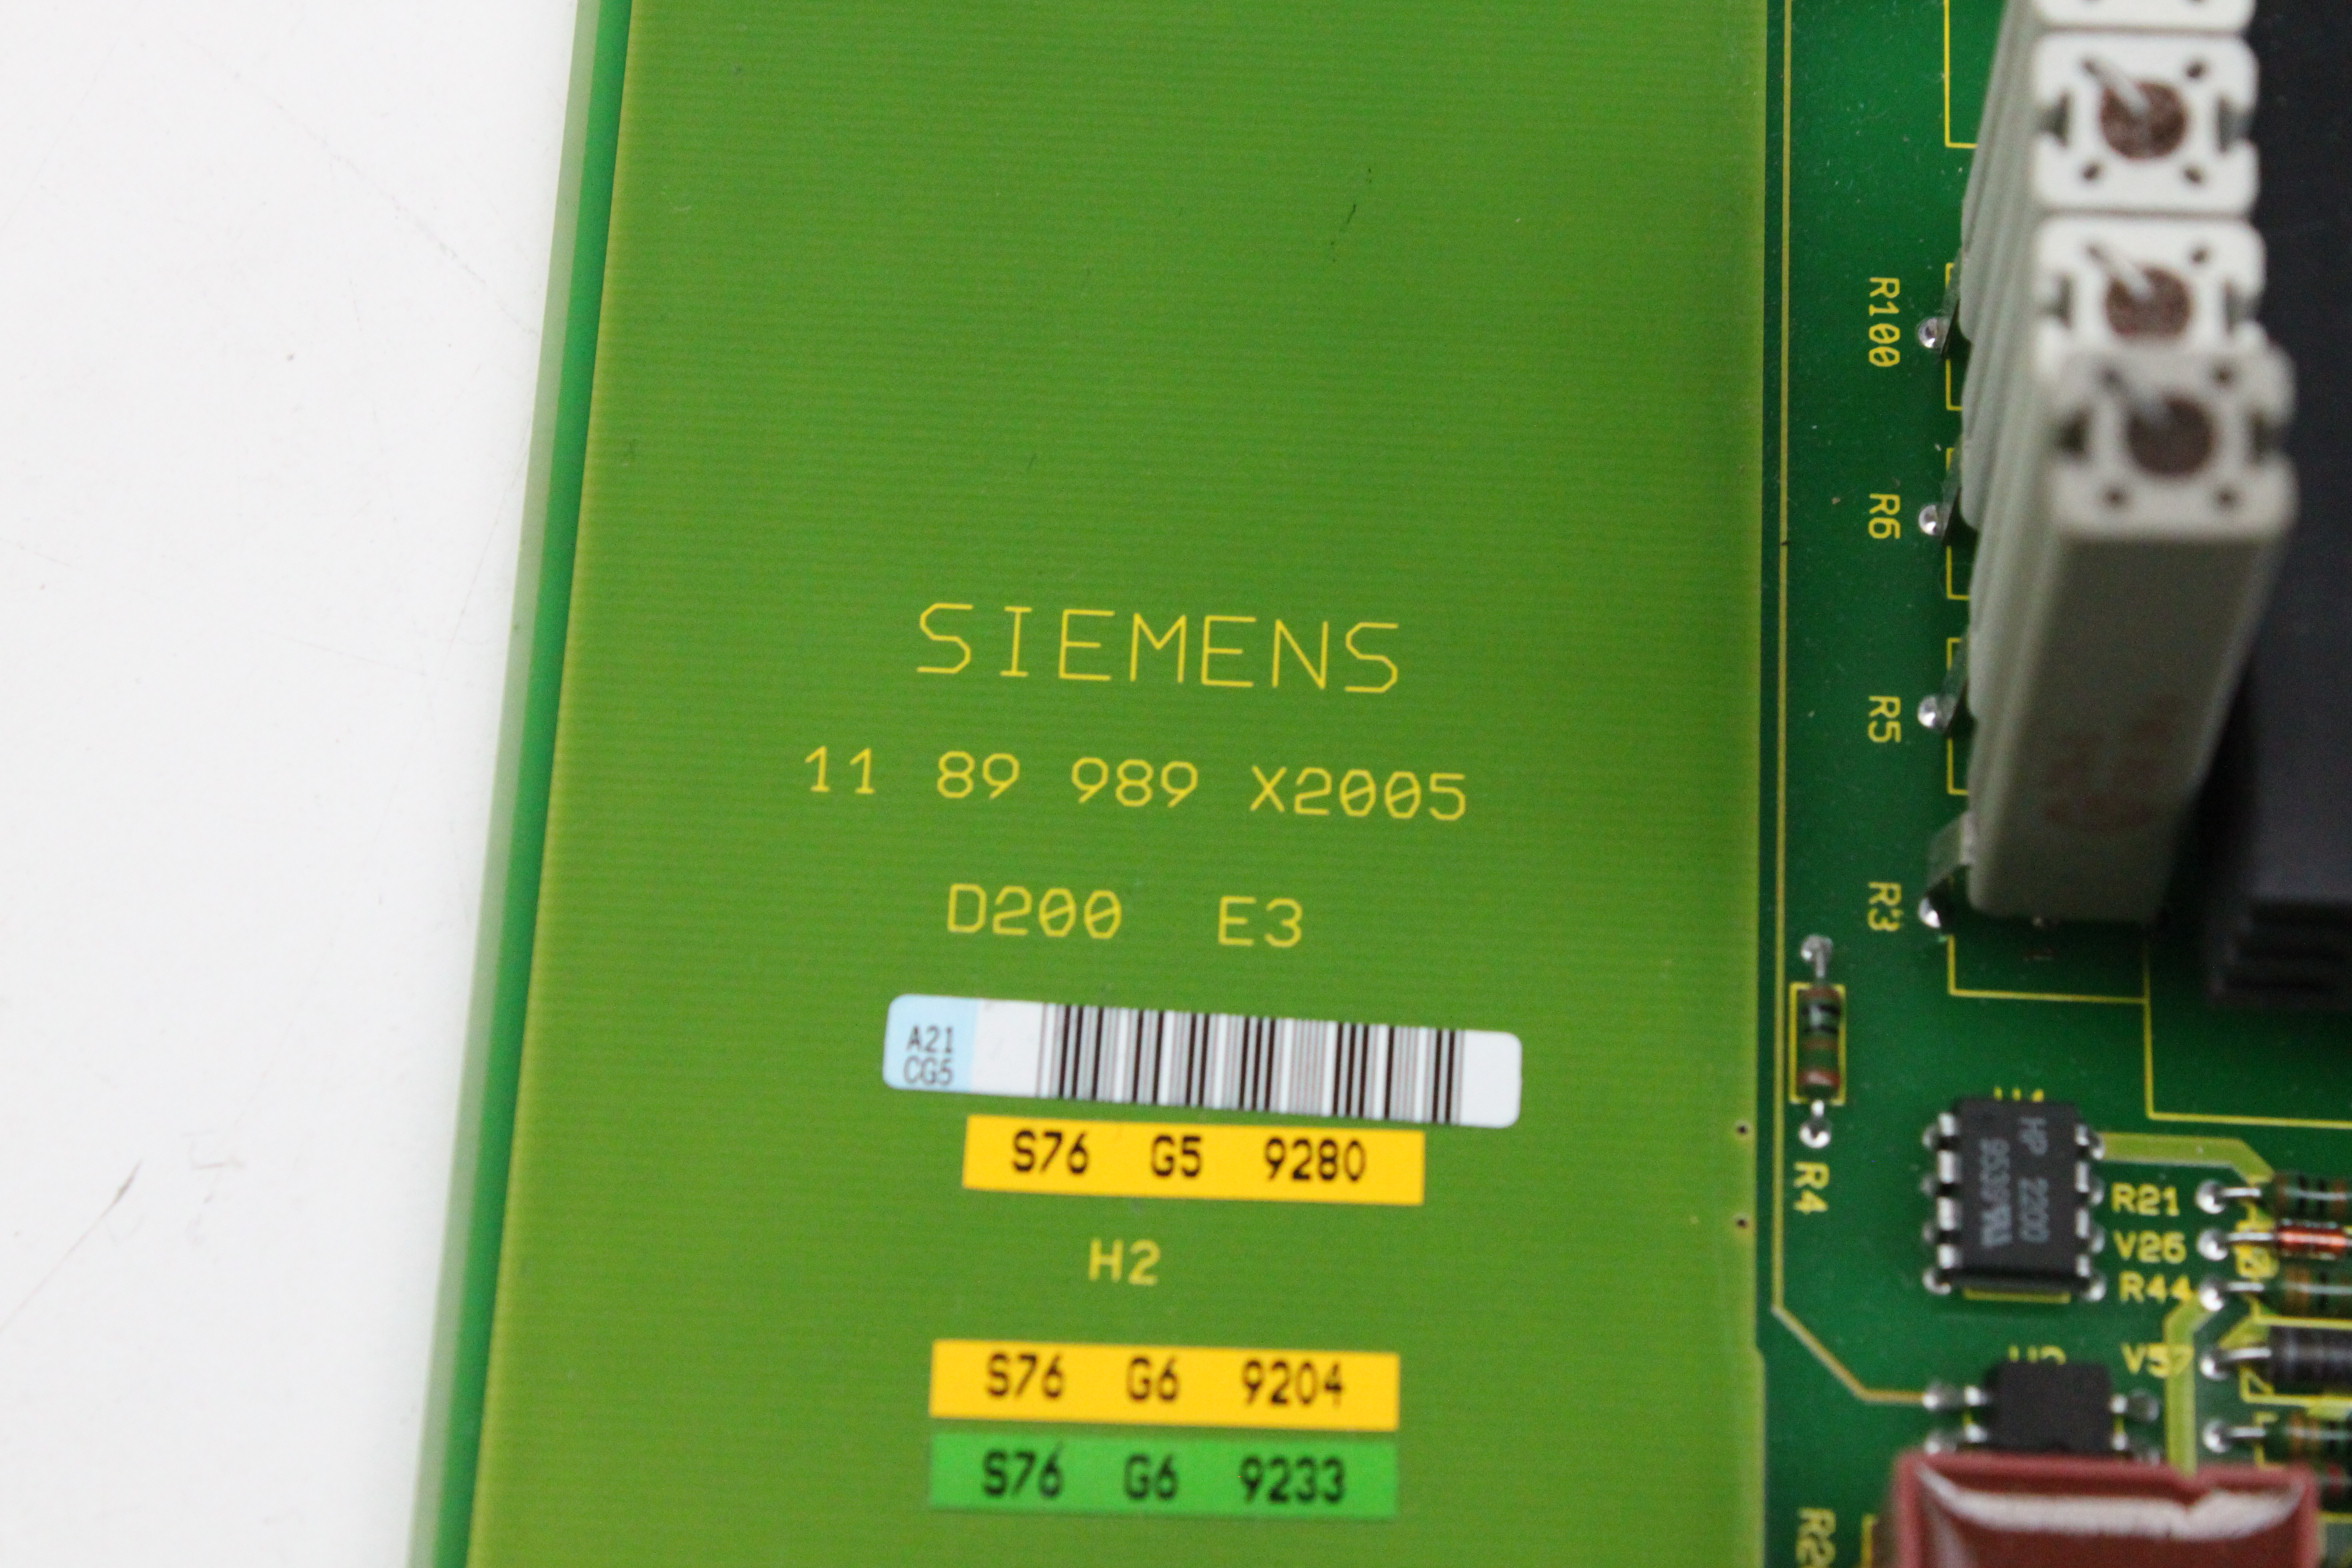 SIEMENS
11 89 989 X2005
D200 E3
A21
CG5
S76 G5 9280
H2
S76 G6 9204
S76 G6 9233
R100
R6
R5
R3
R4
HP 2200
R21
V26
R44
V57